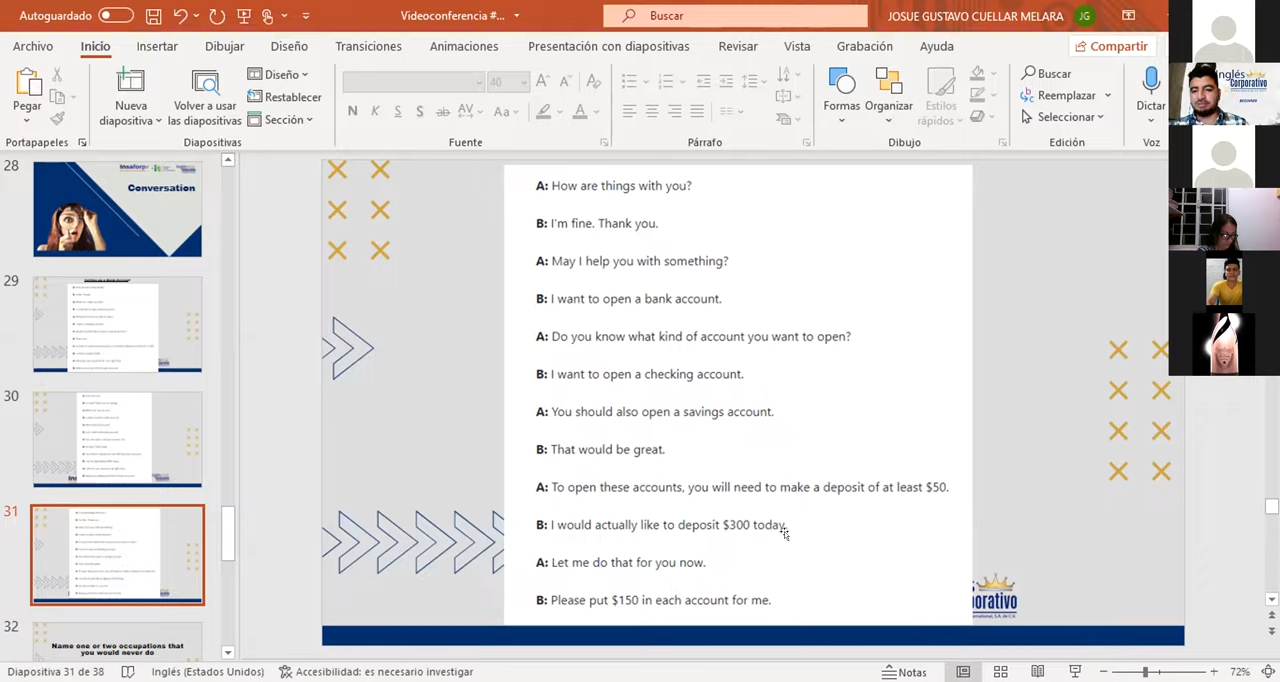 Autoguardado
Videoconferencia #...
Buscar
JOSUE GUSTAVO CUELLAR MELARA
JG
Archivo Inicio Insertar Dibujar Diseño Transiciones Animaciones Presentación con diapositivas Revisar Vista Grabación Ayuda
Compartir
Pegar
Nueva diapositiva
Volver a usar las diapositivas
Diseño
Restablecer
Sección
40
N K S S ab AV Aa A
Formas
Organizar
Estilos rápidos
Buscar
Reemplazar
Seleccionar
Dictar
Portapapeles Diapositivas Fuente Párrafo Dibujo Edición Voz
Inglés
Corporativo
28
Insaforp
Conversation
29
30
31
32
Name one or two occupations that
you would never do
A: How are things with you?
B: I'm fine. Thank you.
A: May I help you with something?
B: I want to open a bank account.
A: Do you know what kind of account you want to open?
B: I want to open a checking account.
A: You should also open a savings account.
B: That would be great.
A: To open these accounts, you will need to make a deposit of at least $50.
B: I would actually like to deposit $300 today.
A: Let me do that for you now.
B: Please put $150 in each account for me.
orativo
Diapositiva 31 de 38
Inglés (Estados Unidos)
Accesibilidad: es necesario investigar
Notas
72%